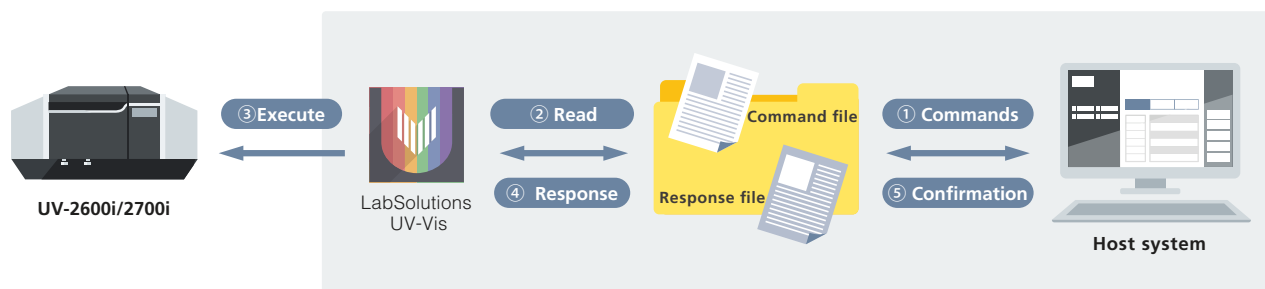 ③Execute
② Read
① Commands
Command file
④ Response
Response file
⑤ Confirmation
UV-2600i/2700i
LabSolutions
UV-Vis
Host system